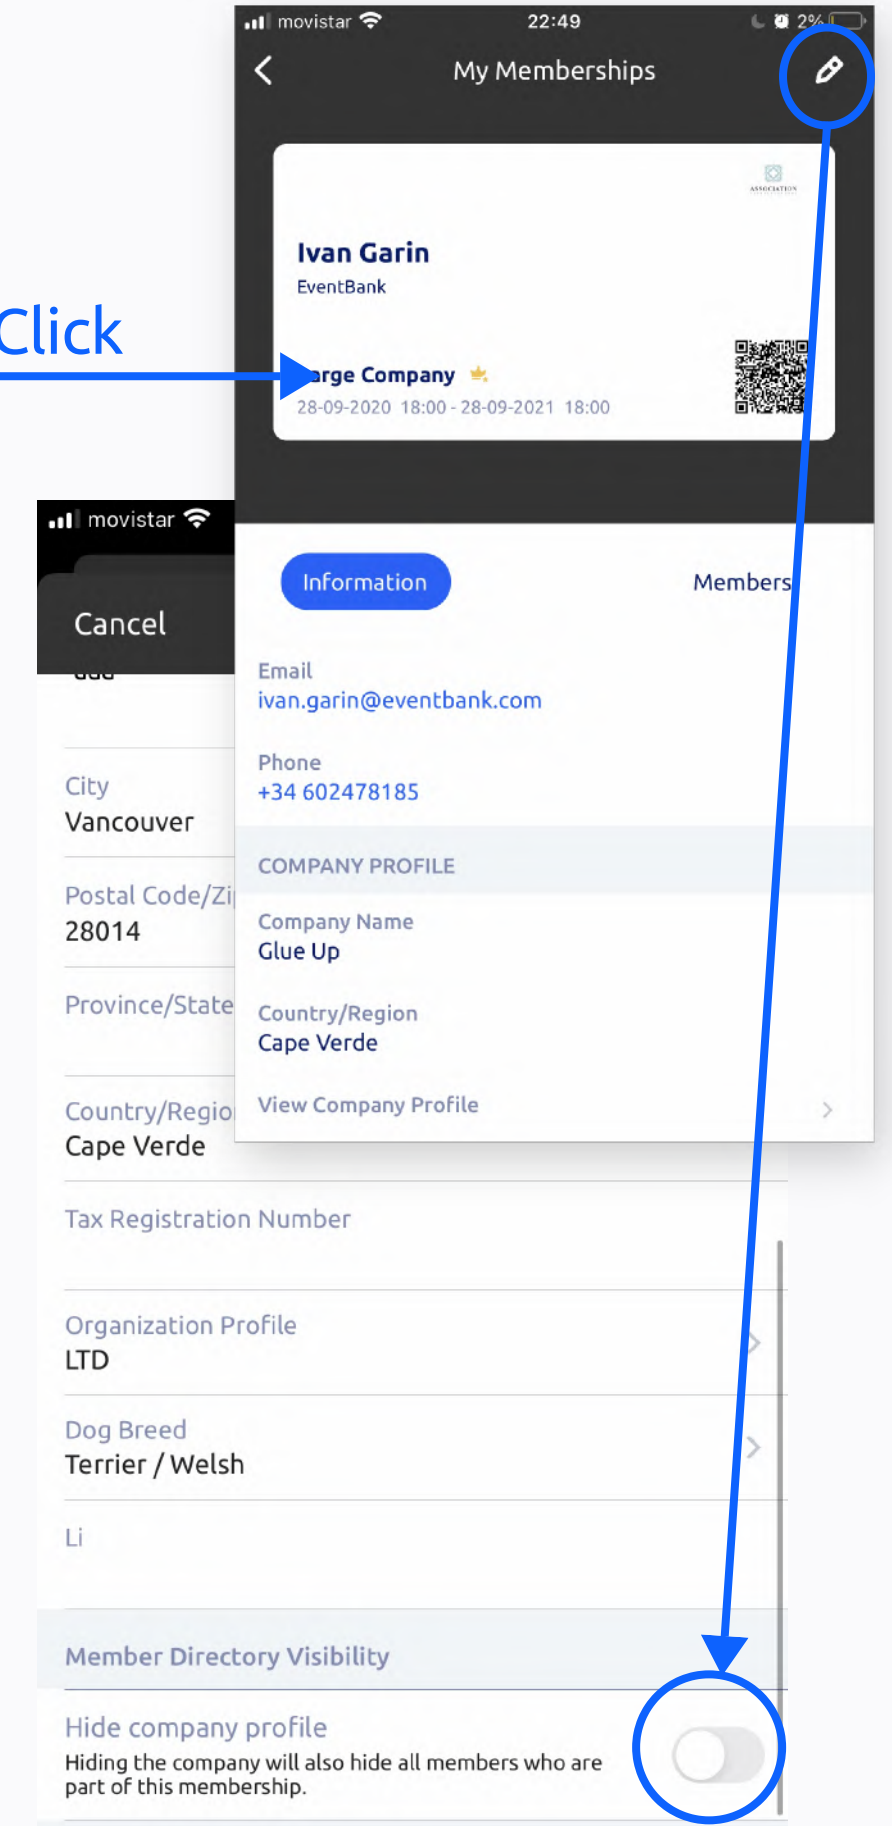 movistar 22:49 2%
My Memberships
ASSOCIATION
Ivan Garin
EventBank
Click
arge Company
28-09-2020 18:00 - 28-09-2021 18:00
Information Members
Email
ivan.garin@eventbank.com
Phone
+34 602478185
COMPANY PROFILE
Company Name
Glue Up
Country/Region
Cape Verde
View Company Profile
movistar
Cancel
City
Vancouver
Postal Code/Zi
28014
Province/State
Country/Regio
Cape Verde
Tax Registration Number
Organization Profile
LTD
Dog Breed
Terrier / Welsh
Li
Member Directory Visibility
Hide company profile
Hiding the company will also hide all members who are
part of this membership.